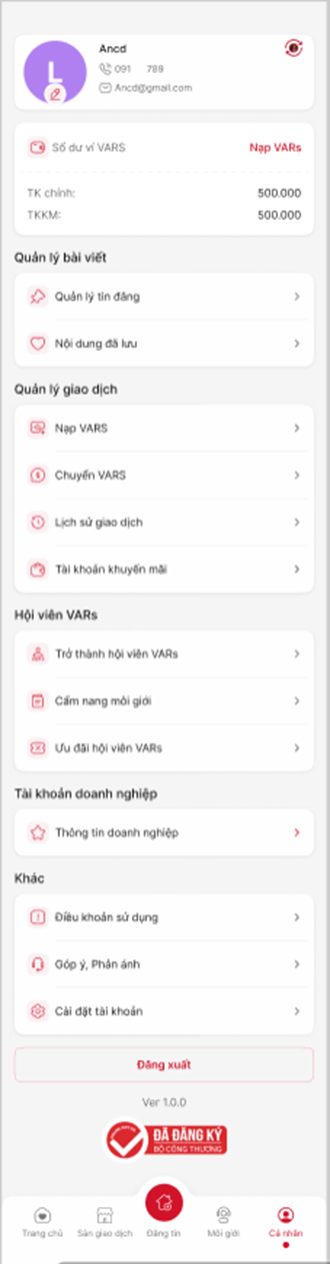 Ancd
L
091 789
Ancd@gmail.com
Số dư ví VARS
Nạp VARs
TK chính:
500.000
TKKM:
500.000
Quản lý bài viết
Quản lý tin đăng
Nội dung đã lưu
Quản lý giao dịch
Nạp VARS
Chuyển VARS
Lịch sử giao dịch
Tài khoản khuyến mãi
Hội viên VARs
Trở thành hội viên VARs
Cẩm nang môi giới
Ưu đãi hội viên VARs
Tài khoản doanh nghiệp
Thông tin doanh nghiệp
Khác
Điều khoản sử dụng
Góp ý, Phản ánh
Cài đặt tài khoản
Đăng xuất
Ver 1.0.0
ĐÃ ĐĂNG KÝ
BỘ CÔNG THƯƠNG
Trang chủ
Sàn giao dịch
Đăng tin
Môi giới
Cá nhân